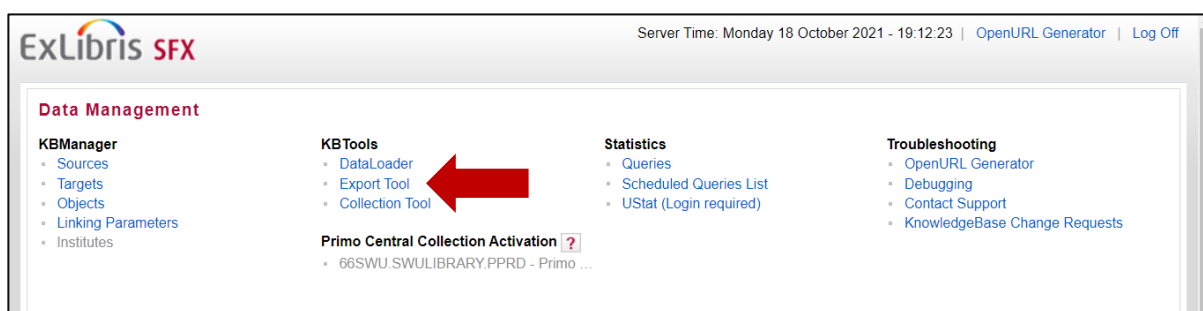 ExLibris SFX
Server Time: Monday 18 October 2021 - 19:12:23 | OpenURL Generator | Log Off
Data Management
KBManager
Sources
Targets
Objects
Linking Parameters
Institutes
KBTools
DataLoader
Export Tool
Collection Tool
Primo Central Collection Activation ?
66SWU.SWULIBRARY.PPRD - Primo ...
Statistics
Queries
Scheduled Queries List
UStat (Login required)
Troubleshooting
OpenURL Generator
Debugging
Contact Support
KnowledgeBase Change Requests